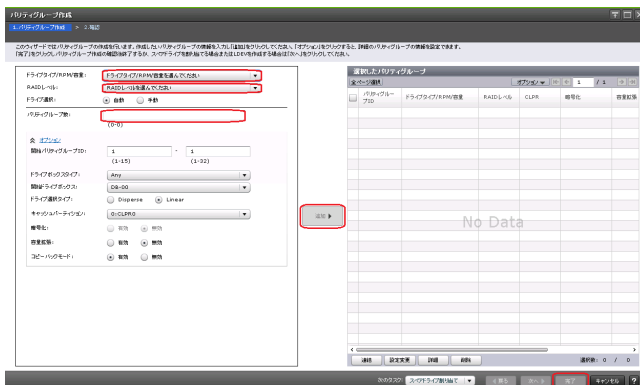 パリティグループ作成
1.パリティグループ作成 > 2.確認
このウィザードではパリティグループの作成を行います。作成したいパリティグループの情報を入力し「追加」をクリックしてください。「オプション」をクリックすると、詳細のパリティグループの情報を設定できます。
「完了」をクリックしパリティグループ作成の確認後終了するか、スペアドライブを割り当てる場合またはLDEVを作成する場合は「次へ」をクリックしてください。
ドライブタイプ/RPM/容量: ドライブタイプ/RPM/容量を選んでください
RAIDレベル: RAIDレベルを選んでください
ドライブ選択: 自動 手動
パリティグループ数:
(0-0)
オプション
開始パリティグループID: 1 - 1
(1-15) (1-32)
ドライブボックスタイプ: Any
開始ドライブボックス: DB-00
ドライブ選択タイプ: Disperse Linear
キャッシュパーティション: 0:CLPR0
暗号化: 有効 無効
容量拡張: 有効 無効
コピーバックモード: 有効 無効
追加
選択したパリティグループ
全ページ選択 オプション 1 / 1
パリティグループID ドライブタイプ/RPM/容量 RAIDレベル CLPR 暗号化 容量拡張
No Data
設定変更 詳細 削除 選択数: 0 / 0
次のタスク: スペアドライブ割り当て 戻る 次へ 完了 キャンセル ?